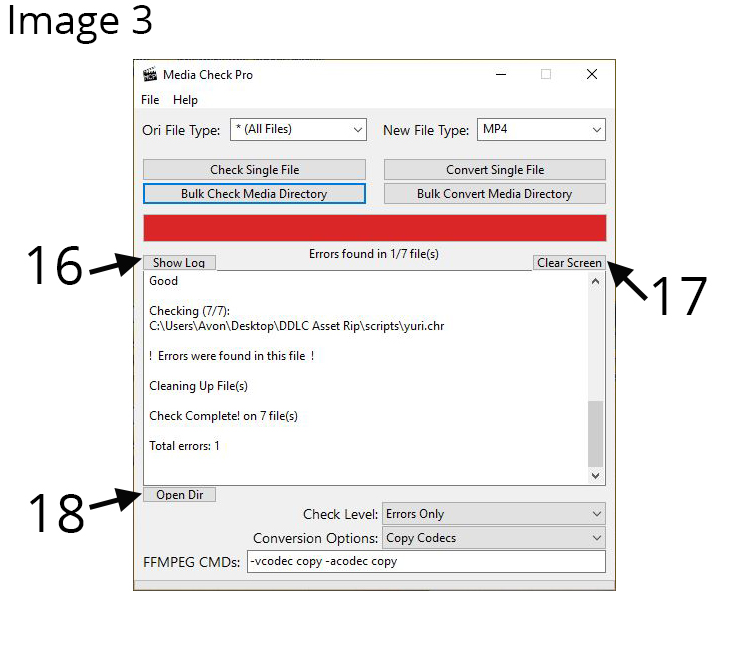 Image 3
Media Check Pro
File Help
Ori File Type: * (All Files) New File Type: MP4
Check Single File Convert Single File
Bulk Check Media Directory Bulk Convert Media Directory
Errors found in 1/7 file(s)
16 Show Log Clear Screen 17
Good
Checking (7/7):
C:\Users\Avon\Desktop\DDLC Asset Rip\scripts\yuri.chr
! Errors were found in this file !
Cleaning Up File(s)
Check Complete! on 7 file(s)
Total errors: 1
18 Open Dir
Check Level: Errors Only
Conversion Options: Copy Codecs
FFMPEG CMDs: -vcodec copy -acodec copy